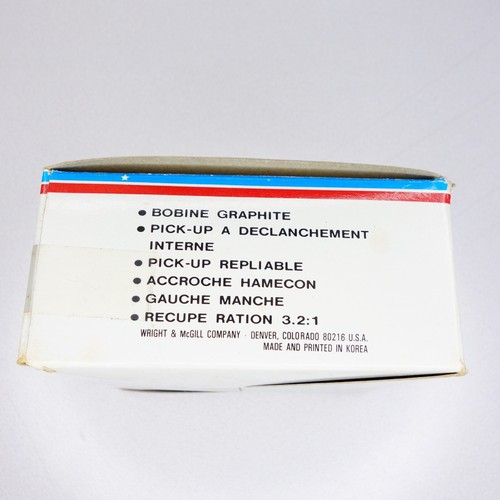 • BOBINE GRAPHITE
• PICK-UP A DECLANCHEMENT
INTERNE
• PICK-UP REPLIABLE
• ACCROCHE HAMECON
• GAUCHE MANCHE
• RECUPE RATION 3.2:1
WRIGHT & McGILL COMPANY · DENVER, COLORADO 80216 U.S.A.
MADE AND PRINTED IN KOREA